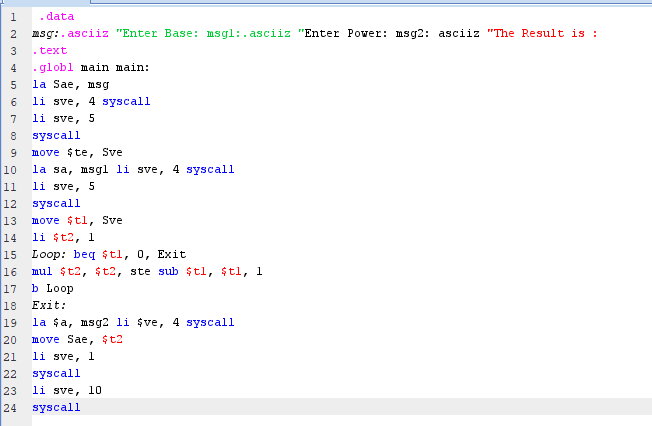 1 .data
2 msg:.asciiz "Enter Base: msg1:.asciiz "Enter Power: msg2: asciiz "The Result is :
3 .text
4 .globl main main:
5 la Sae, msg
6 li sve, 4 syscall
7 li sve, 5
8 syscall
9 move $te, Sve
10 la sa, msg1 li sve, 4 syscall
11 li sve, 5
12 syscall
13 move $t1, Sve
14 li $t2, 1
15 Loop: beq $t1, 0, Exit
16 mul $t2, $t2, ste sub $t1, $t1, 1
17 b Loop
18 Exit:
19 la $a, msg2 li $ve, 4 syscall
20 move Sae, $t2
21 li sve, 1
22 syscall
23 li sve, 10
24 syscall